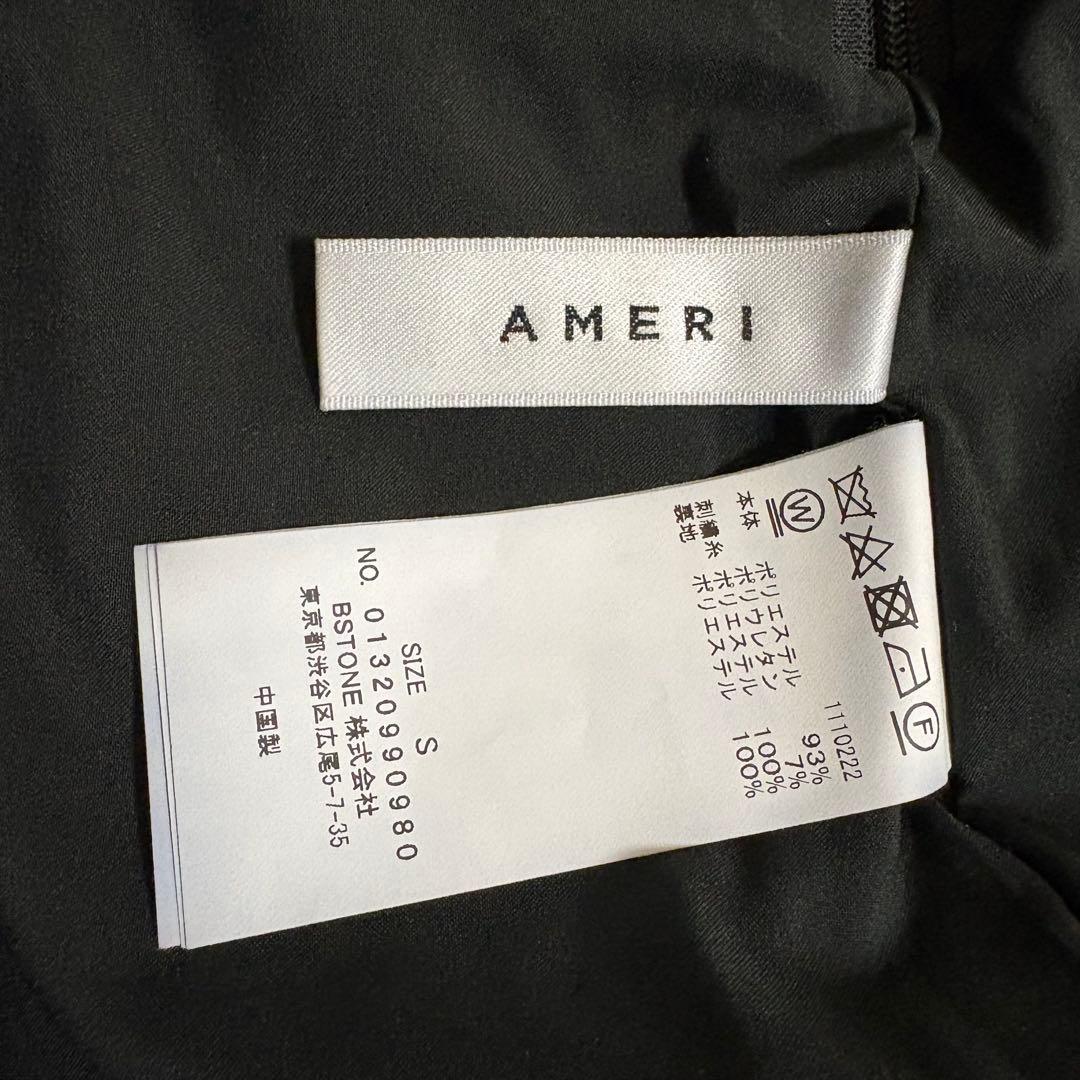 AMERI
F
W
1110222
本体 ポリエステル 93%
ポリウレタン 7%
刺繍糸 ポリエステル 100%
裏地 ポリエステル 100%
SIZE S
NO. 01320990980
BSTONE 株式会社
東京都渋谷区広尾5-7-35
中国製